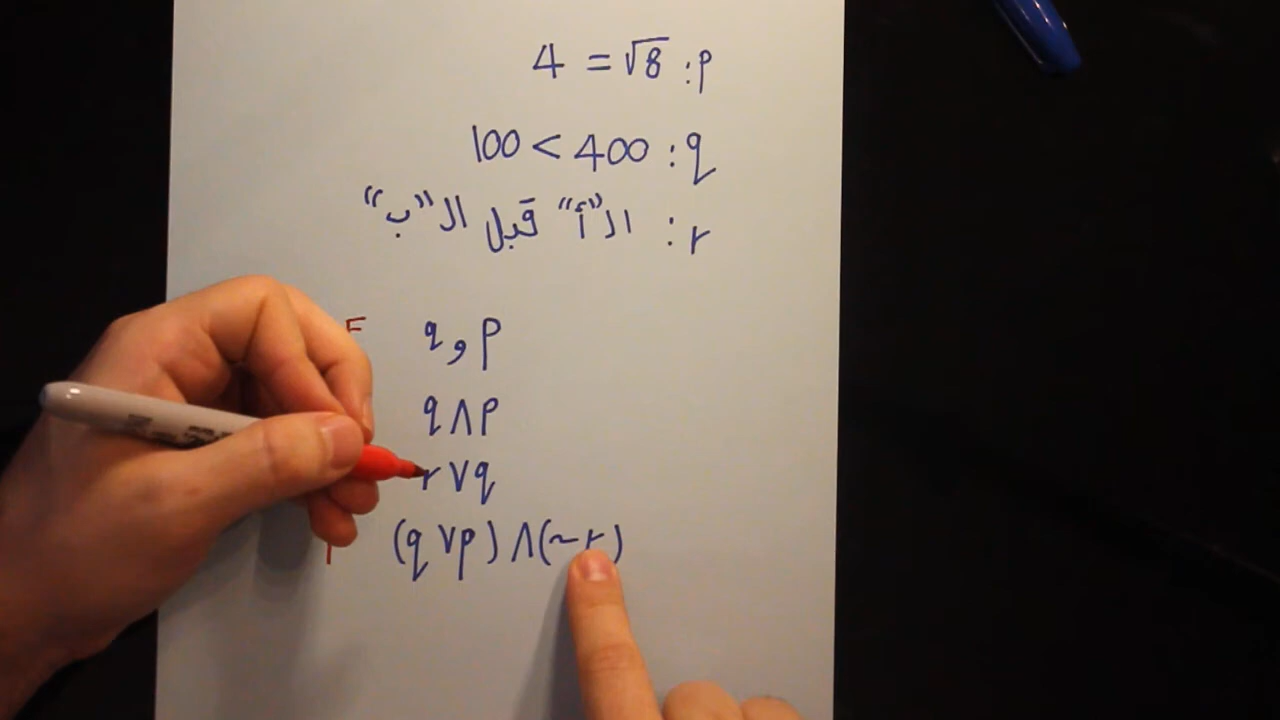 p: √8 = 4
q: 400 > 100
r: الـ "أ" قبل الـ "ب"
p و q F
q ∧ p
r ∨ q
(q ∨ p) ∧ (~r)